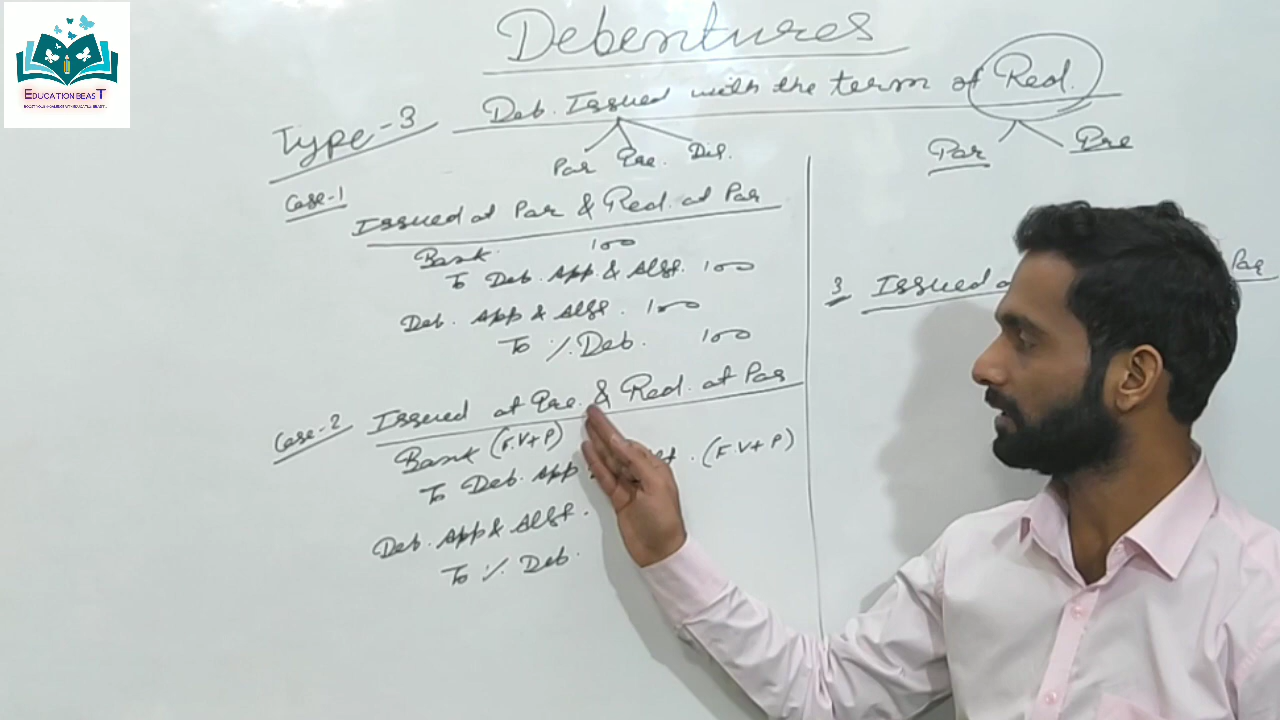 EDUCATION BEAST
Debentures
Type-3 Deb. Issued with the term of Red.
Par Pre. Dis.
Par Pre
Case-1
Issued at Par & Red. at Par
Bank 100
To Deb. App & Allt. 100
Deb. App & Allt. 100
To % Deb. 100
Case-2 Issued at Pre. & Red. at Par
Bank (F.V+P)
To Deb. App (F.V+P)
Deb. App & Allt.
To % Deb.
3 Issued Par